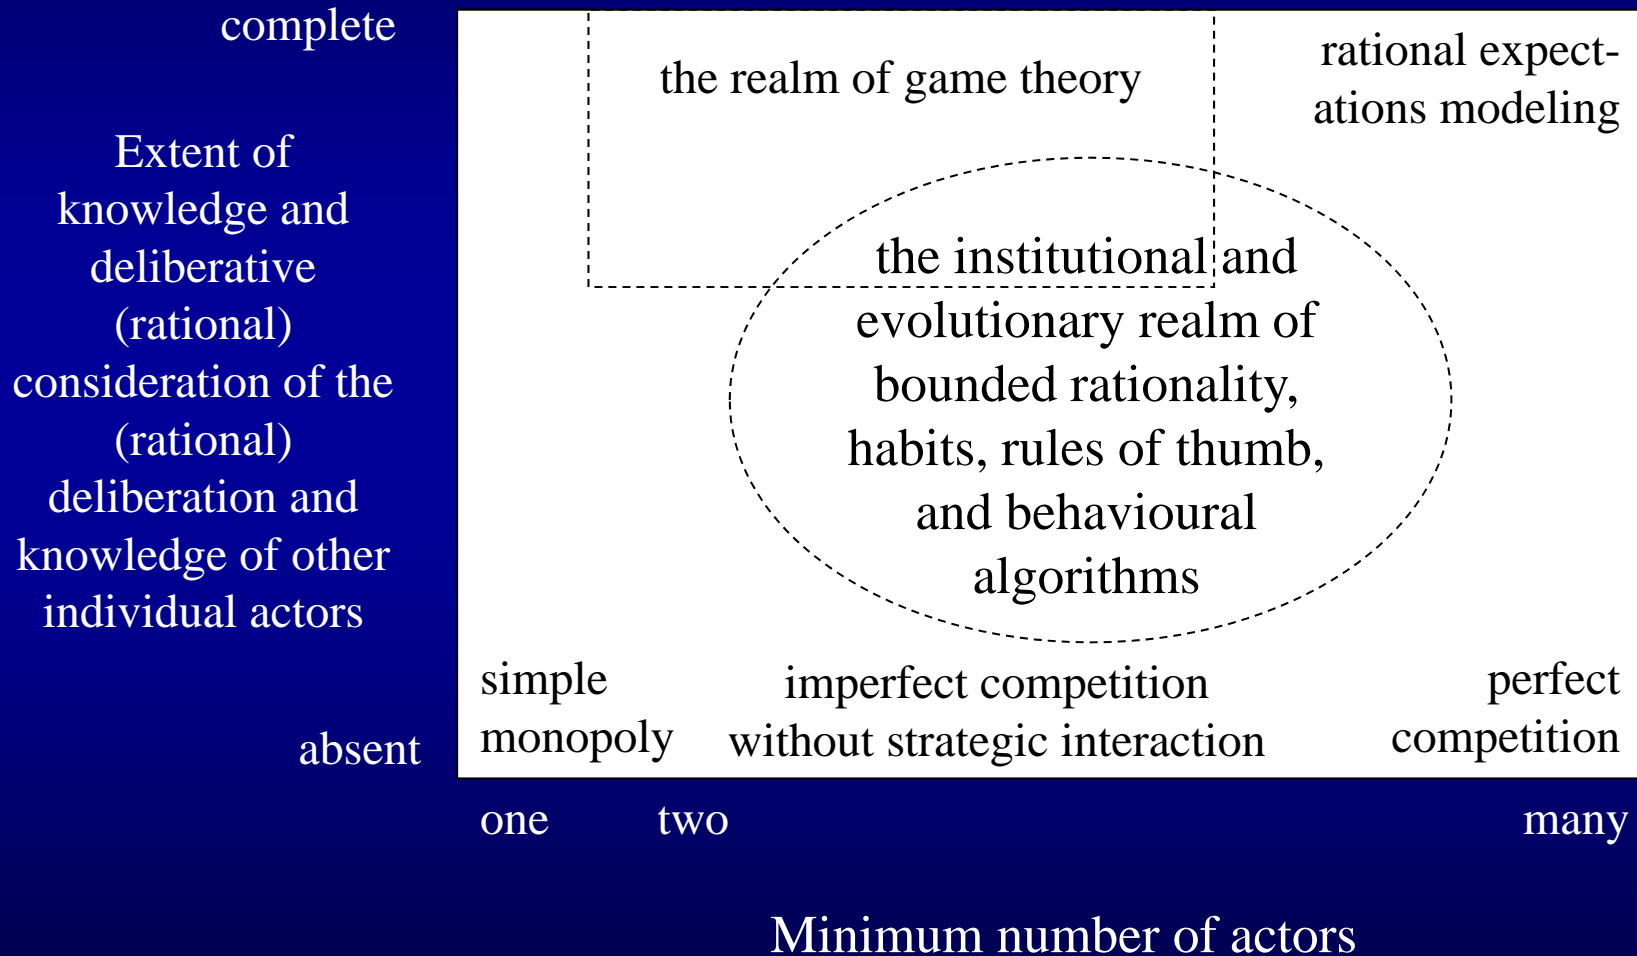 complete
Extent of
knowledge and
deliberative
(rational)
consideration of the
(rational)
deliberation and
knowledge of other
individual actors
absent
the realm of game theory
rational expect-
ations modeling
the institutional and
evolutionary realm of
bounded rationality,
habits, rules of thumb,
and behavioural
algorithms
simple
monopoly
imperfect competition
without strategic interaction
perfect
competition
one
two
many
Minimum number of actors